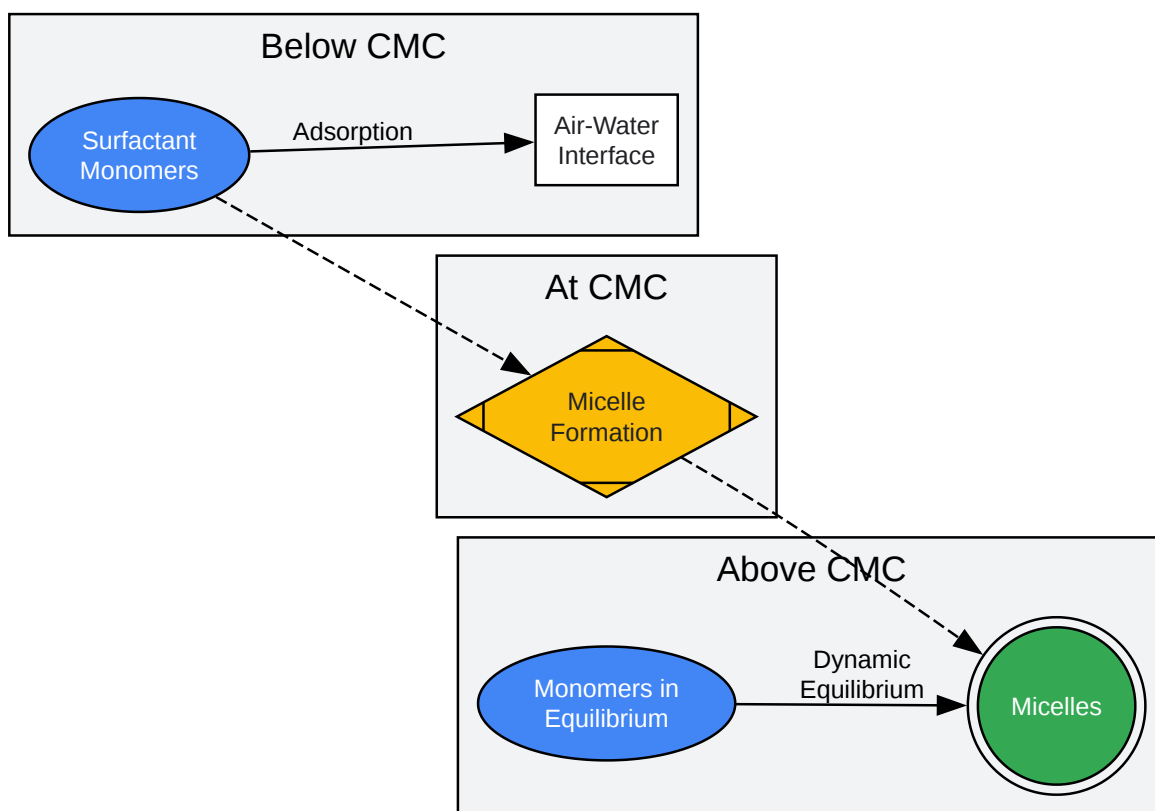 Below CMC
Surfactant
Monomers
Adsorption
Air-Water
Interface
At CMC
Micelle
Formation
Above CMC
Monomers in
Equilibrium
Dynamic
Equilibrium
Micelles